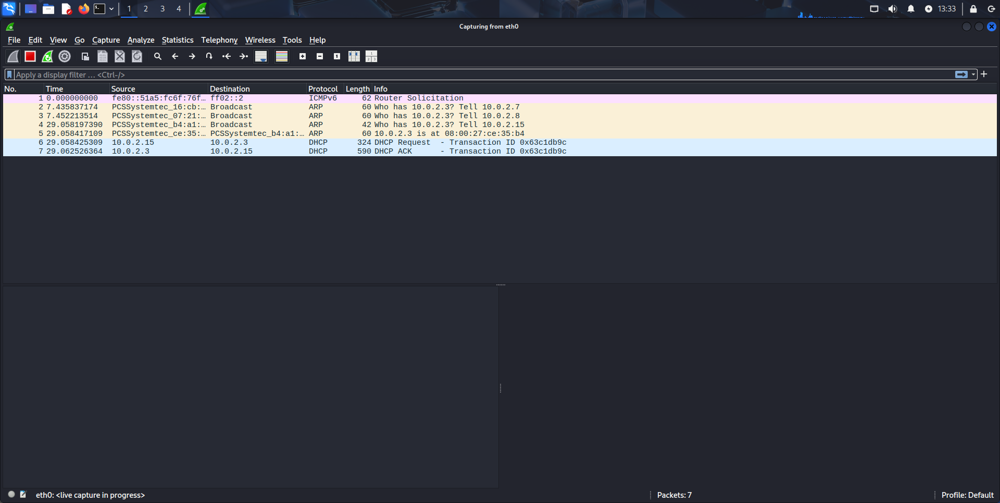 1 2 3 4 13:33
Capturing from eth0
File Edit View Go Capture Analyze Statistics Telephony Wireless Tools Help
Apply a display filter … <Ctrl-/>
No. Time Source Destination Protocol Length Info
1 0.000000000 fe80::51a5:fc6f:76f… ff02::2 ICMPv6 62 Router Solicitation
2 7.435837174 PCSSystemtec_16:cb:… Broadcast ARP 60 Who has 10.0.2.3? Tell 10.0.2.7
3 7.452213514 PCSSystemtec_07:21:… Broadcast ARP 60 Who has 10.0.2.3? Tell 10.0.2.8
4 29.058197390 PCSSystemtec_b4:a1:… Broadcast ARP 42 Who has 10.0.2.3? Tell 10.0.2.15
5 29.058417109 PCSSystemtec_ce:35:… PCSSystemtec_b4:a1:… ARP 60 10.0.2.3 is at 08:00:27:ce:35:b4
6 29.058425309 10.0.2.15 10.0.2.3 DHCP 324 DHCP Request - Transaction ID 0x63c1db9c
7 29.062526364 10.0.2.3 10.0.2.15 DHCP 590 DHCP ACK - Transaction ID 0x63c1db9c
eth0: <live capture in progress> Packets: 7 Profile: Default